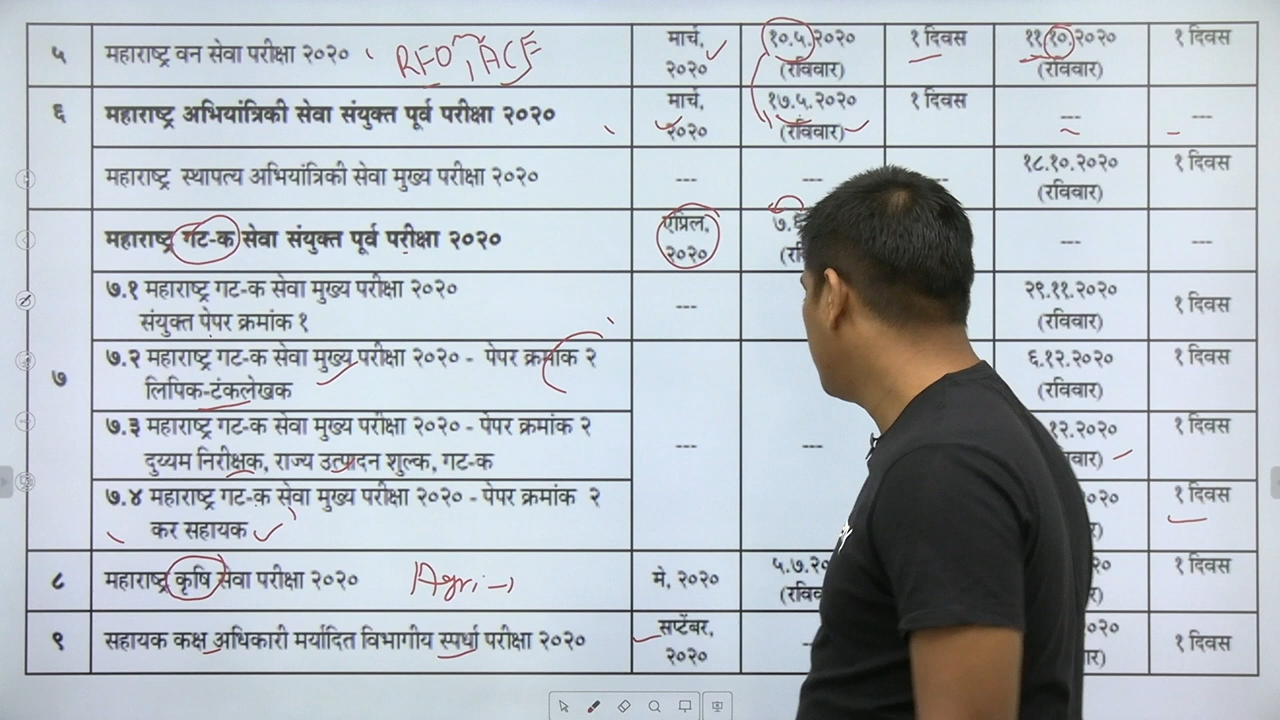 ५
महाराष्ट्र वन सेवा परीक्षा २०२०
RFO, ACF
मार्च,
२०२०
१०.५.२०२०
(रविवार)
१ दिवस
११.१०.२०२०
(रविवार)
१ दिवस
६
महाराष्ट्र अभियांत्रिकी सेवा संयुक्त पूर्व परीक्षा २०२०
मार्च,
२०२०
१७.५.२०२०
(रविवार)
१ दिवस
---
---
महाराष्ट्र स्थापत्य अभियांत्रिकी सेवा मुख्य परीक्षा २०२०
---
---
१८.१०.२०२०
(रविवार)
१ दिवस
७
महाराष्ट्र गट-क सेवा संयुक्त पूर्व परीक्षा २०२०
एप्रिल,
२०२०
---
---
७.१ महाराष्ट्र गट-क सेवा मुख्य परीक्षा २०२०
संयुक्त पेपर क्रमांक १
---
२९.११.२०२०
(रविवार)
१ दिवस
७.२ महाराष्ट्र गट-क सेवा मुख्य परीक्षा २०२० - पेपर क्रमांक २
लिपिक-टंकलेखक
६.१२.२०२०
(रविवार)
१ दिवस
७.३ महाराष्ट्र गट-क सेवा मुख्य परीक्षा २०२० - पेपर क्रमांक २
दुय्यम निरीक्षक, राज्य उत्पादन शुल्क, गट-क
---
---
१ दिवस
७.४ महाराष्ट्र गट-क सेवा मुख्य परीक्षा २०२० - पेपर क्रमांक २
कर सहायक
१ दिवस
८
महाराष्ट्र कृषि सेवा परीक्षा २०२०
Agri
मे, २०२०
१ दिवस
९
सहायक कक्ष अधिकारी मर्यादित विभागीय स्पर्धा परीक्षा २०२०
सप्टेंबर,
२०२०
१ दिवस